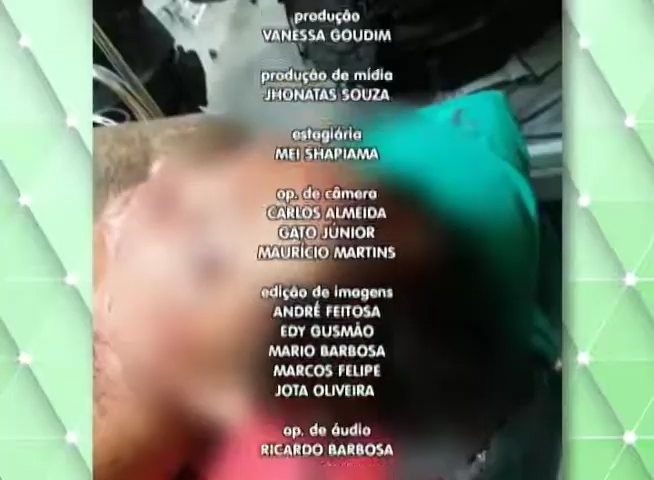 produção
VANESSA GOUDIM
produção de mídia
JHONATAS SOUZA
estagiária
MEI SHAPIAMA
op. de câmera
CARLOS ALMEIDA
GATO JÚNIOR
MAURÍCIO MARTINS
edição de imagens
ANDRÉ FEITOSA
EDY GUSMÃO
MARIO BARBOSA
MARCOS FELIPE
JOTA OLIVEIRA
op. de áudio
RICARDO BARBOSA